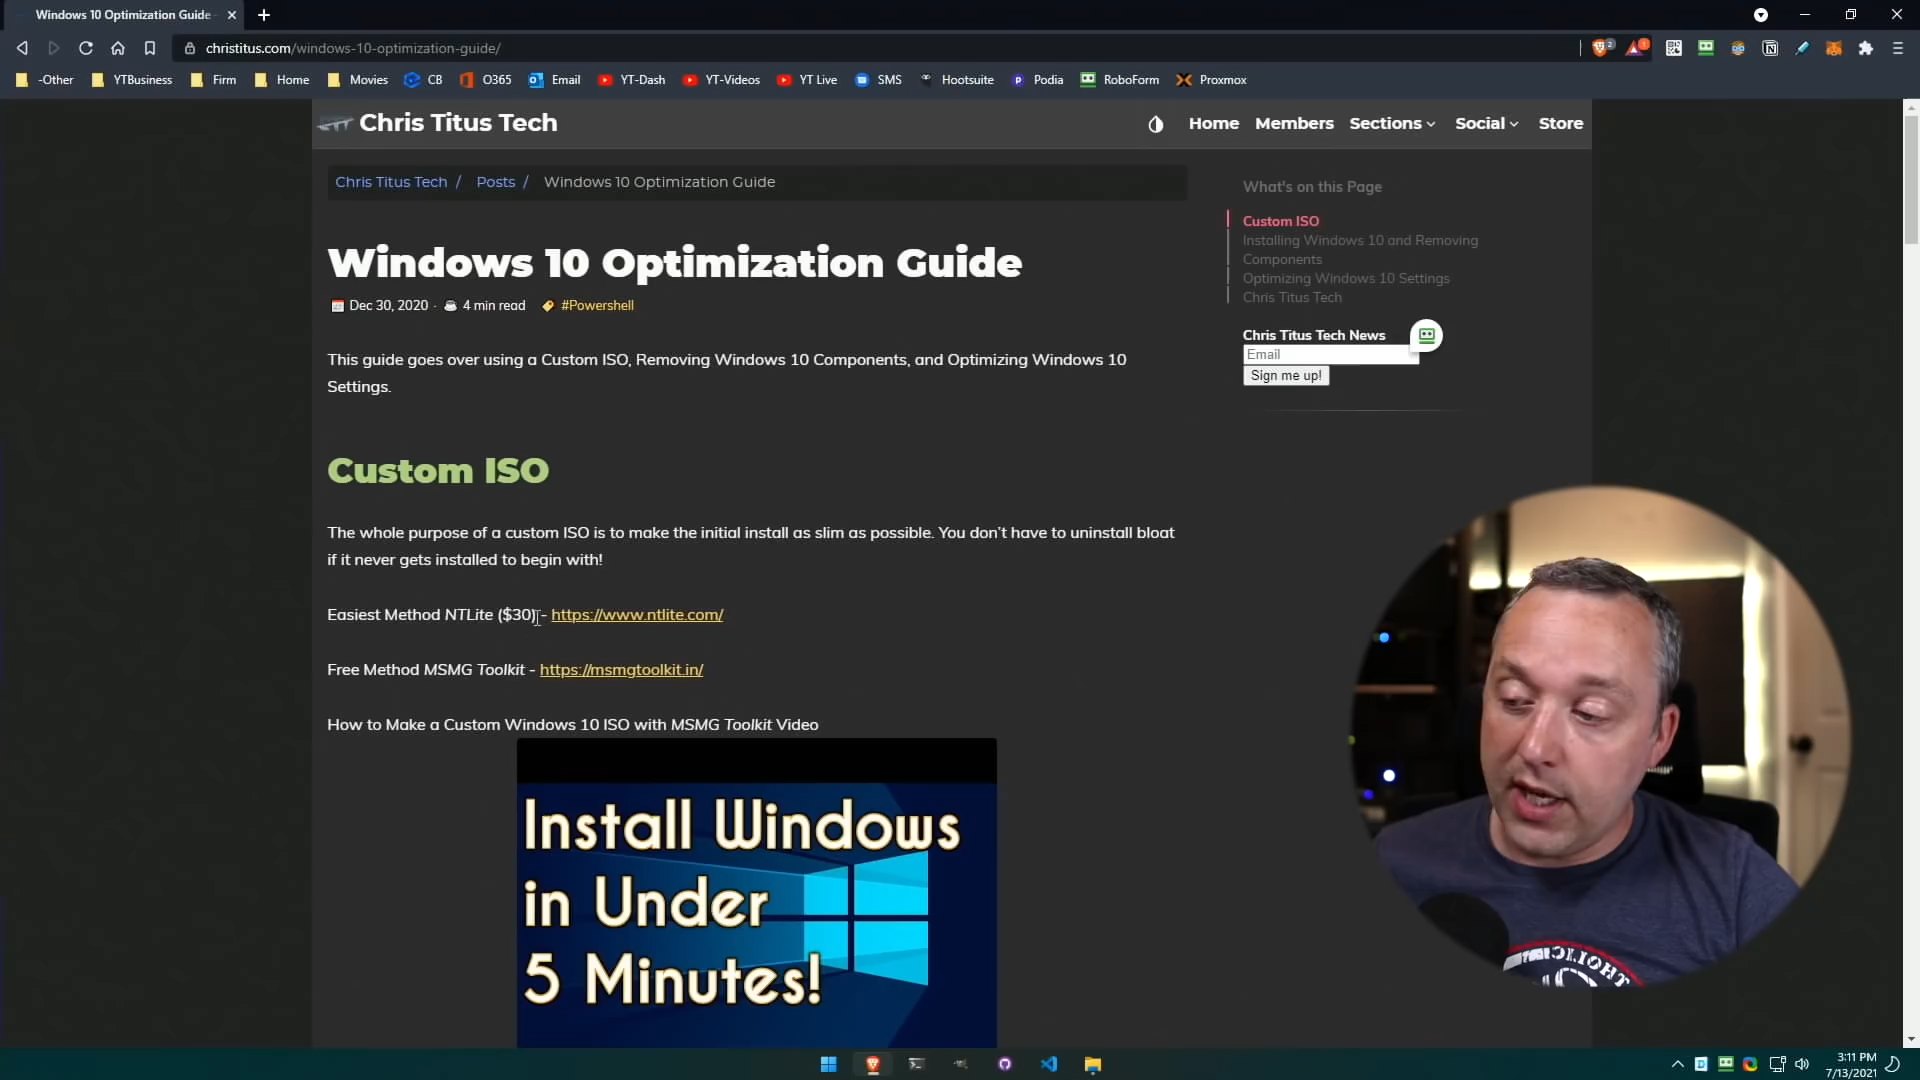 Windows 10 Optimization Guide
christitus.com/windows-10-optimization-guide/
-Other YTBusiness Firm Home Movies CB O365 Email YT-Dash YT-Videos YT Live SMS Hootsuite Podia RoboForm Proxmox
Chris Titus Tech
Home Members Sections Social Store
Chris Titus Tech / Posts / Windows 10 Optimization Guide
Windows 10 Optimization Guide
Dec 30, 2020 · 4 min read #Powershell
This guide goes over using a Custom ISO, Removing Windows 10 Components, and Optimizing Windows 10
Settings.
Custom ISO
The whole purpose of a custom ISO is to make the initial install as slim as possible. You don't have to uninstall bloat
if it never gets installed to begin with!
Easiest Method NTLite ($30) - https://www.ntlite.com/
Free Method MSMG Toolkit - https://msmgtoolkit.in/
How to Make a Custom Windows 10 ISO with MSMG Toolkit Video
Install Windows
in Under
5 Minutes!
What's on this Page
Custom ISO
Installing Windows 10 and Removing
Components
Optimizing Windows 10 Settings
Chris Titus Tech
Chris Titus Tech News
Email
Sign me up!
3:11 PM
7/13/2021